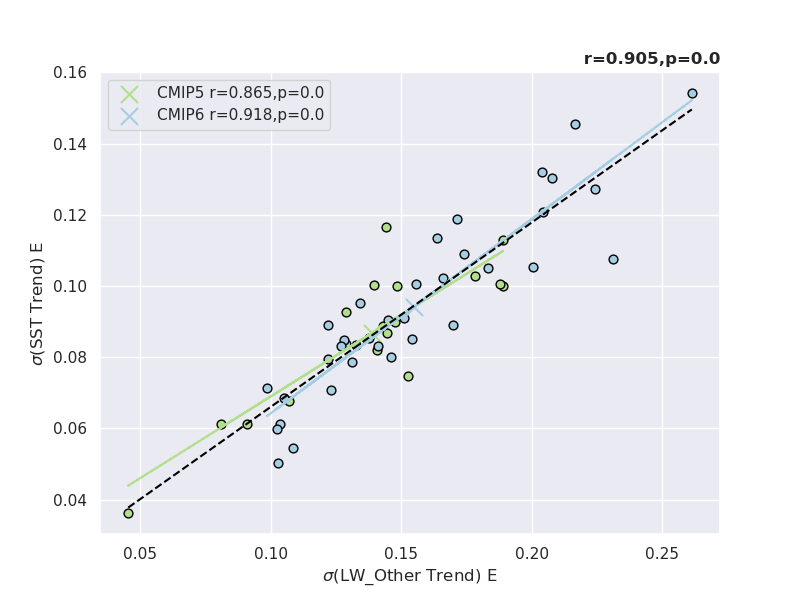 r=0.905,p=0.0
CMIP5 r=0.865,p=0.0
CMIP6 r=0.918,p=0.0
0.16
0.14
0.12
0.10
0.08
0.06
0.04
σ(SST Trend) E
0.05 0.10 0.15 0.20 0.25
σ(LW_Other Trend) E